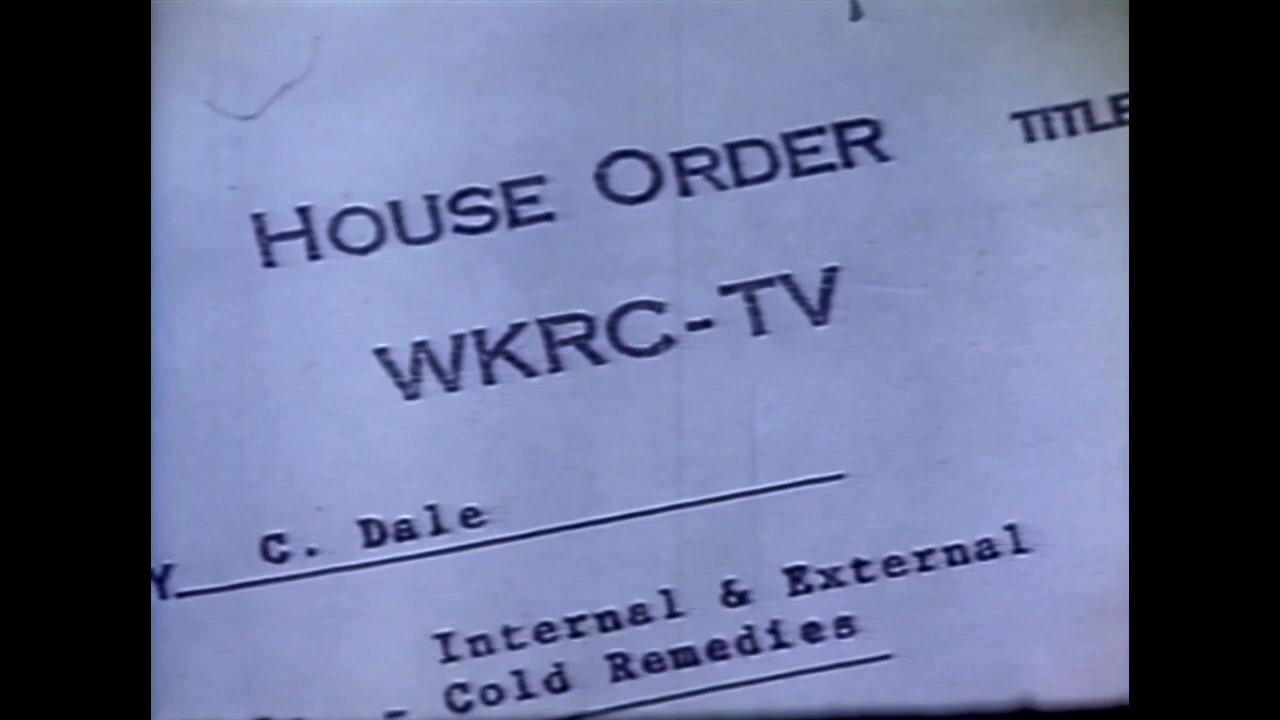 TITLE
HOUSE ORDER
WKRC-TV
Y C. Dale
Internal & External
- Cold Remedies